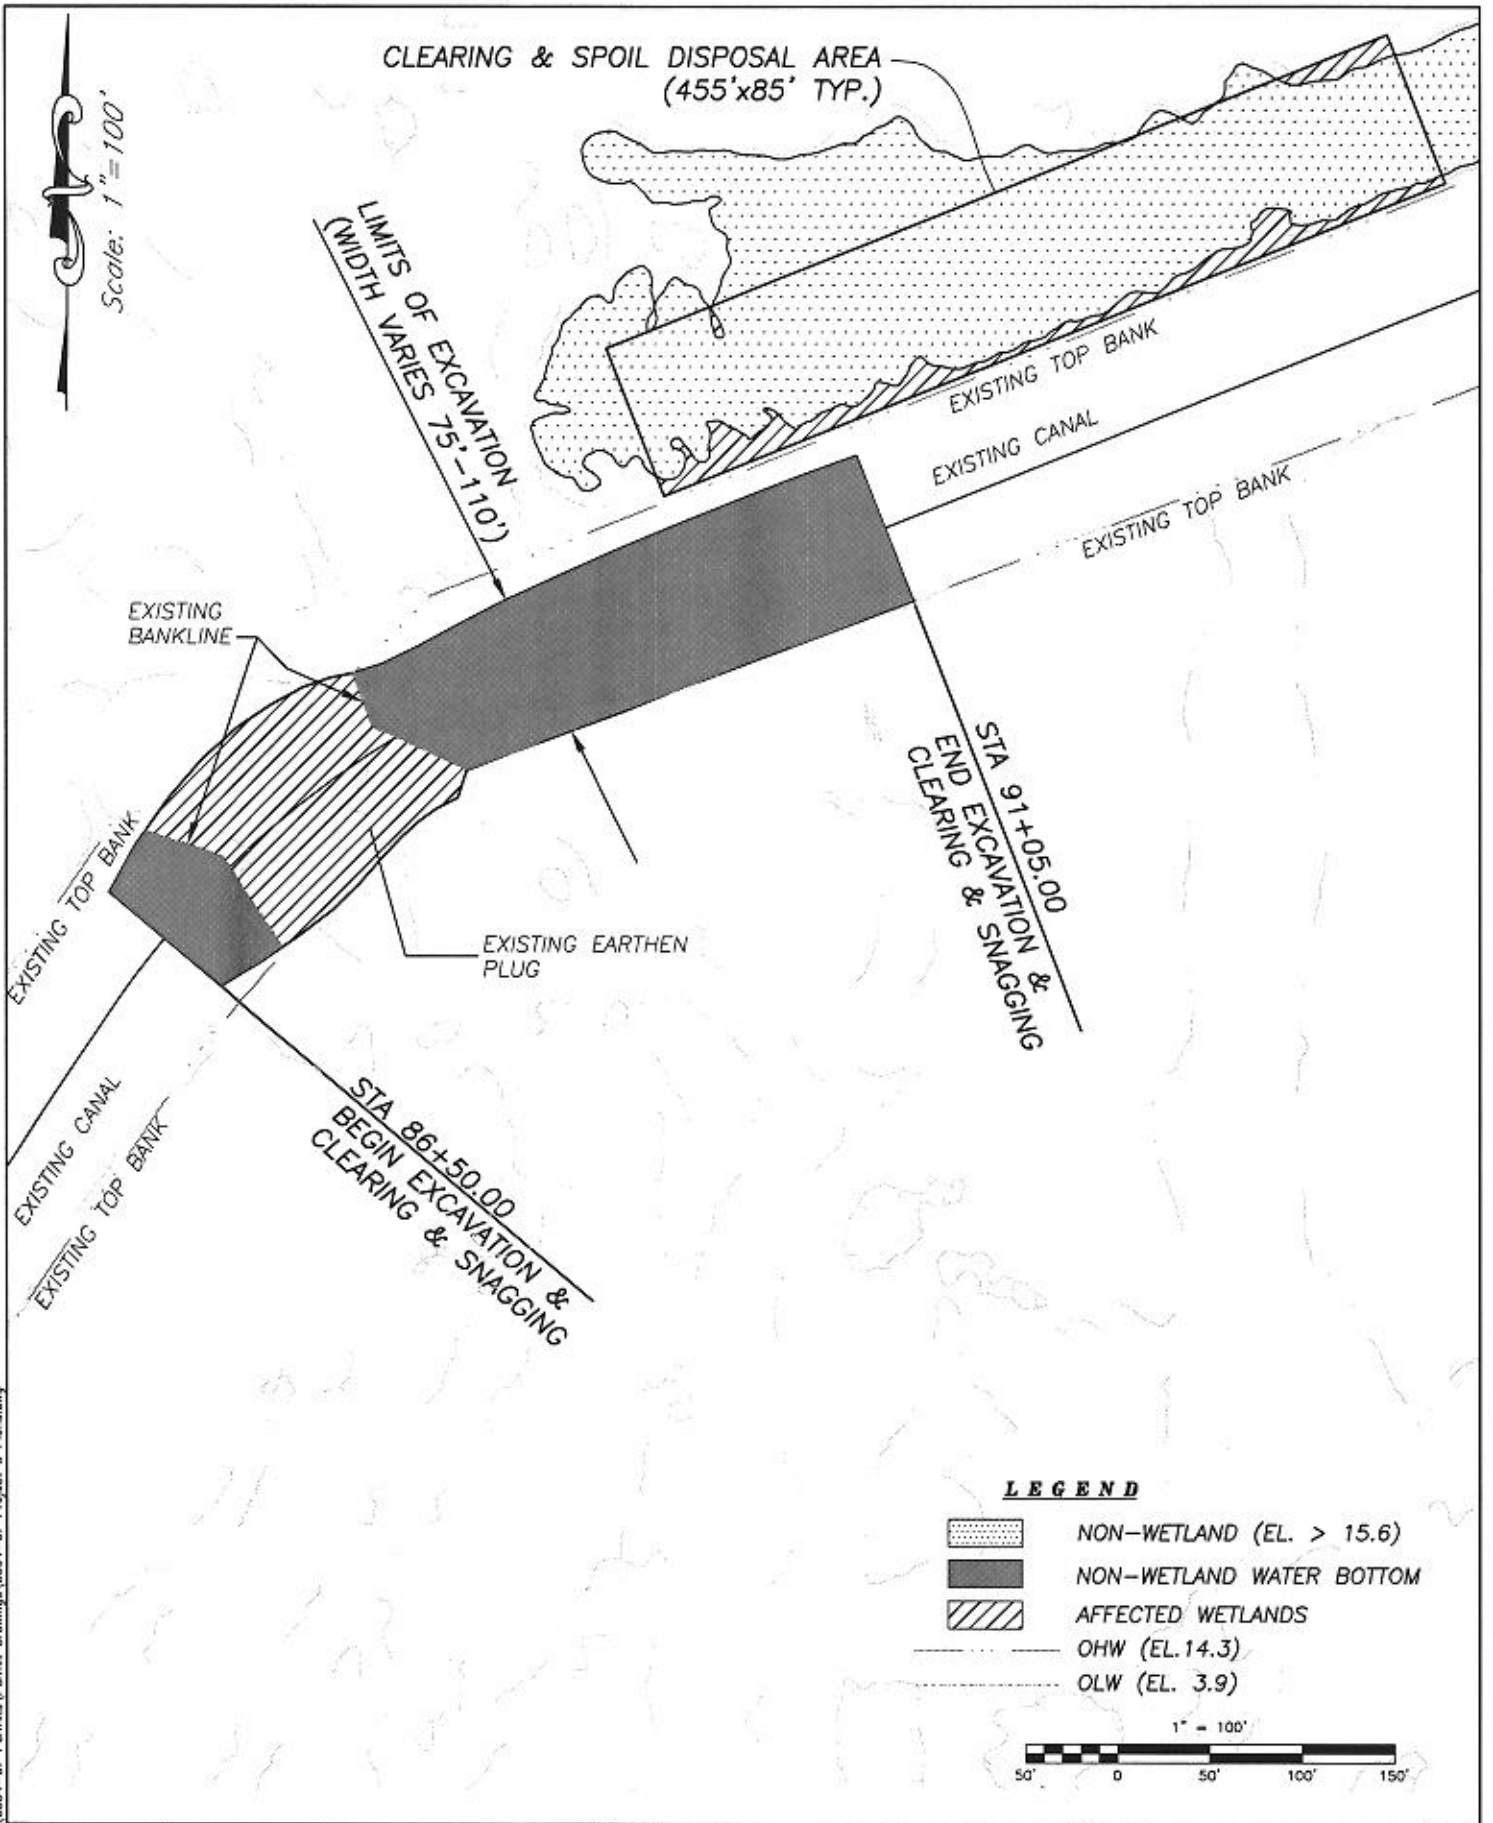 CLEARING & SPOIL DISPOSAL AREA
(455'x85' TYP.)
Scale: 1"=100'
LIMITS OF EXCAVATION
(WIDTH VARIES 75'-110')
EXISTING TOP BANK
EXISTING CANAL
EXISTING TOP BANK
EXISTING
BANKLINE
STA 91+05.00
END EXCAVATION &
CLEARING & SNAGGING
EXISTING TOP BANK
EXISTING EARTHEN
PLUG
STA 86+50.00
BEGIN EXCAVATION &
CLEARING & SNAGGING
EXISTING CANAL
EXISTING TOP BANK
LEGEND
NON-WETLAND (EL. > 15.6)
NON-WETLAND WATER BOTTOM
AFFECTED WETLANDS
OHW (EL.14.3)
OLW (EL. 3.9)
1" = 100'
50' 0 50' 100' 150'